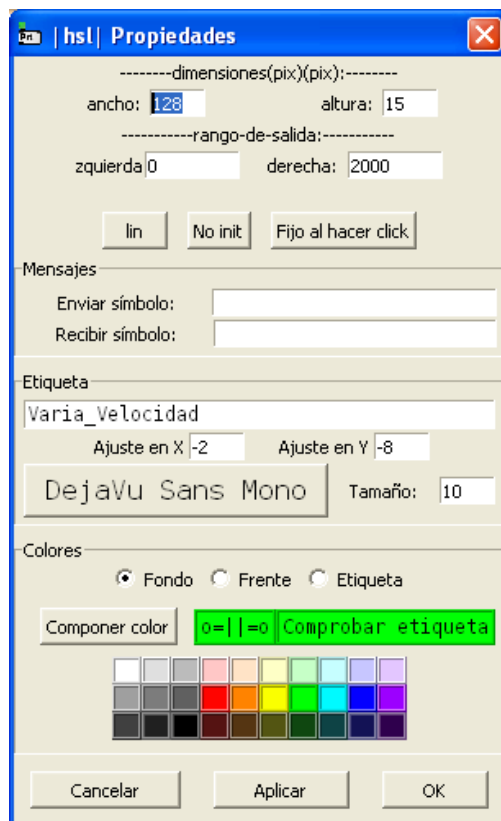 |hsl| Propiedades
--------dimensiones(pix)(pix):--------
ancho: 128 altura: 15
-----------rango-de-salida:-----------
zquierda 0 derecha: 2000
lin No init Fijo al hacer click
Mensajes
Enviar símbolo:
Recibir símbolo:
Etiqueta
Varia_Velocidad
Ajuste en X -2 Ajuste en Y -8
DejaVu Sans Mono Tamaño: 10
Colores
Fondo Frente Etiqueta
Componer color o=||=o Comprobar etiqueta
Cancelar Aplicar OK